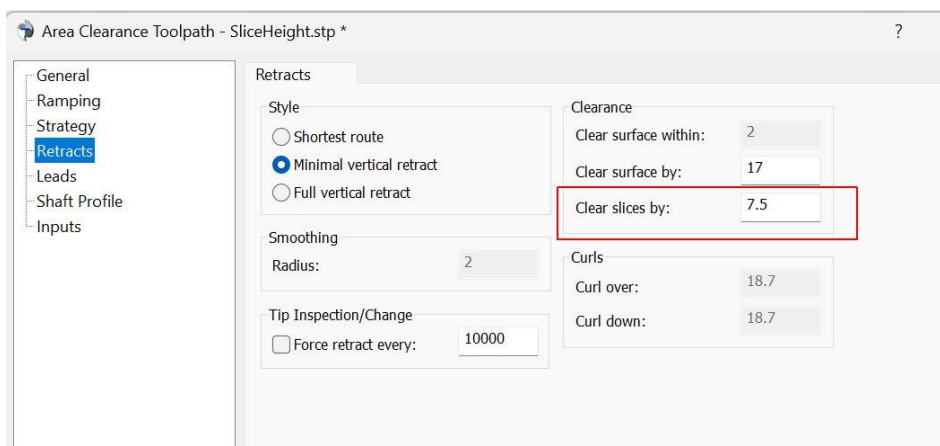 Area Clearance Toolpath - SliceHeight.stp *
?
General
Ramping
Strategy
Retracts
Leads
Shaft Profile
Inputs
Retracts
Style
Shortest route
Minimal vertical retract
Full vertical retract
Smoothing
Radius: 2
Tip Inspection/Change
Force retract every: 10000
Clearance
Clear surface within: 2
Clear surface by: 17
Clear slices by: 7.5
Curls
Curl over: 18.7
Curl down: 18.7